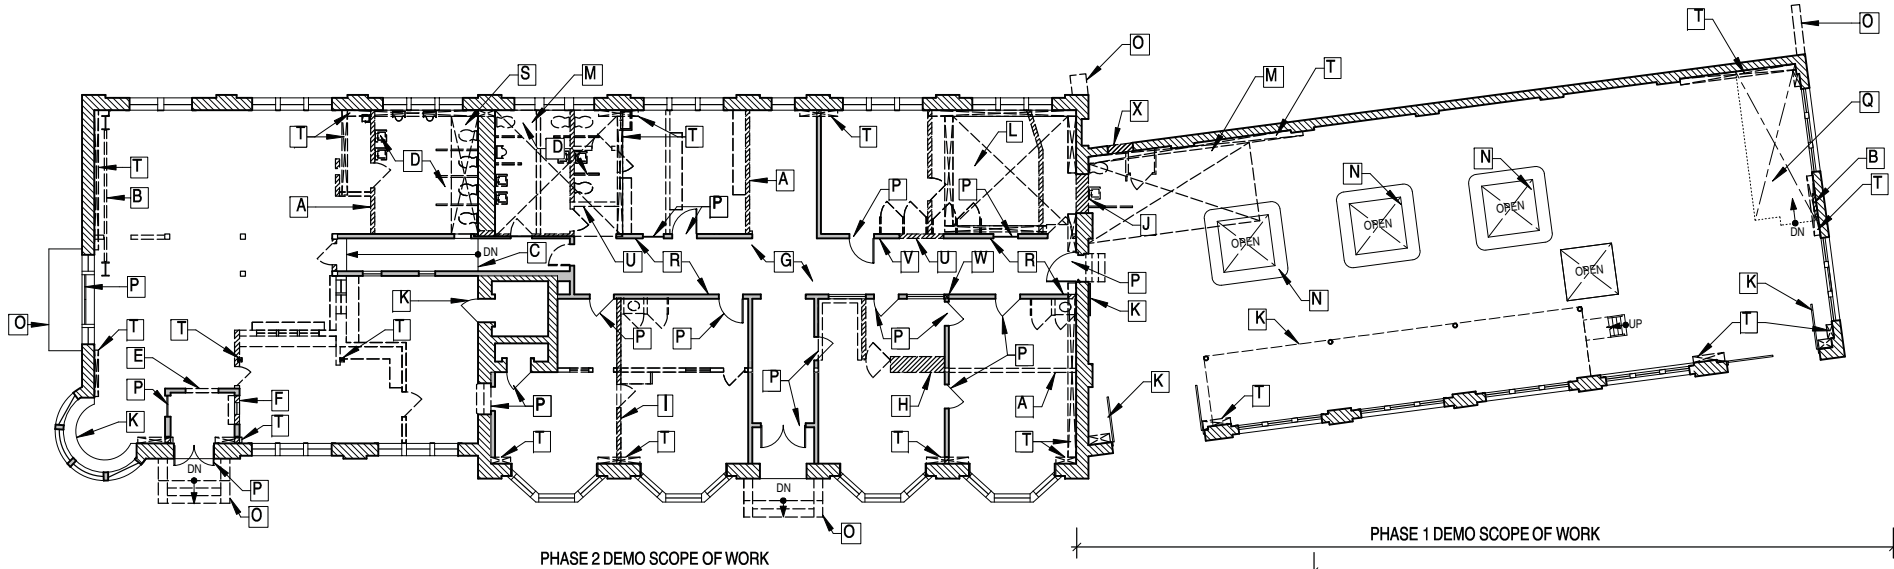 T
O
O
S
M
M
T
X
Q
T
T
T
L
D
D
A
P
P
N
N
B
T
T
B
A
J
OPEN
OPEN
OPEN
DN
DN
C
U
R
G
V
U
W
R
P
OPEN
P
K
K
N
K
K
O
T
T
T
UP
T
E
P
P
P
P
P
P
F
I
H
A
K
T
K
T
T
T
T
T
DN
P
O
DN
O
PHASE 1 DEMO SCOPE OF WORK
PHASE 2 DEMO SCOPE OF WORK